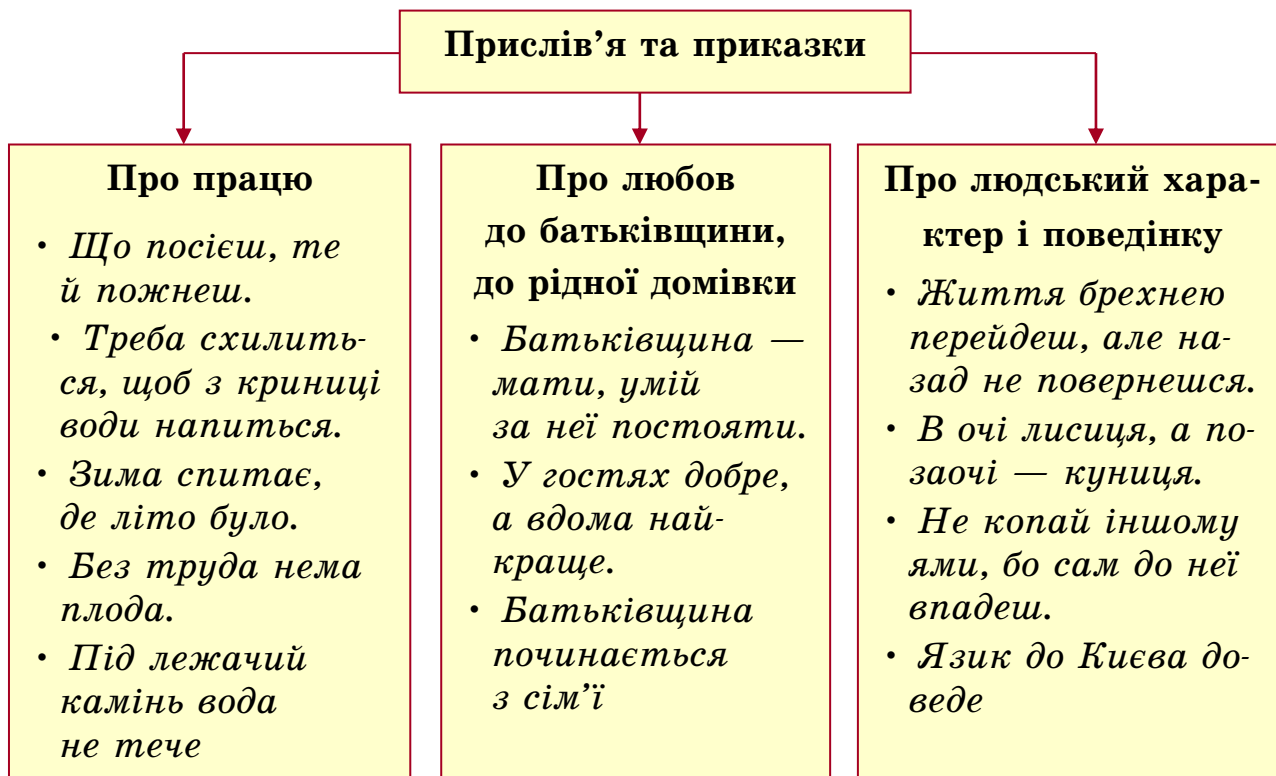 Прислів’я та приказки
Про працю
• Що посієш, те
й пожнеш.
• Треба схилить-
ся, щоб з криниці
води напиться.
• Зима спитає,
де літо було.
• Без труда нема
плода.
• Під лежачий
камінь вода
не тече
Про любов
до батьківщини,
до рідної домівки
• Батьківщина —
мати, умій
за неї постояти.
• У гостях добре,
а вдома най-
краще.
• Батьківщина
починається
з сім’ї
Про людський хара-
ктер і поведінку
• Життя брехнею
перейдеш, але на-
зад не повернешся.
• В очі лисиця, а по-
заочі — куниця.
• Не копай іншому
ями, бо сам до неї
впадеш.
• Язик до Києва до-
веде